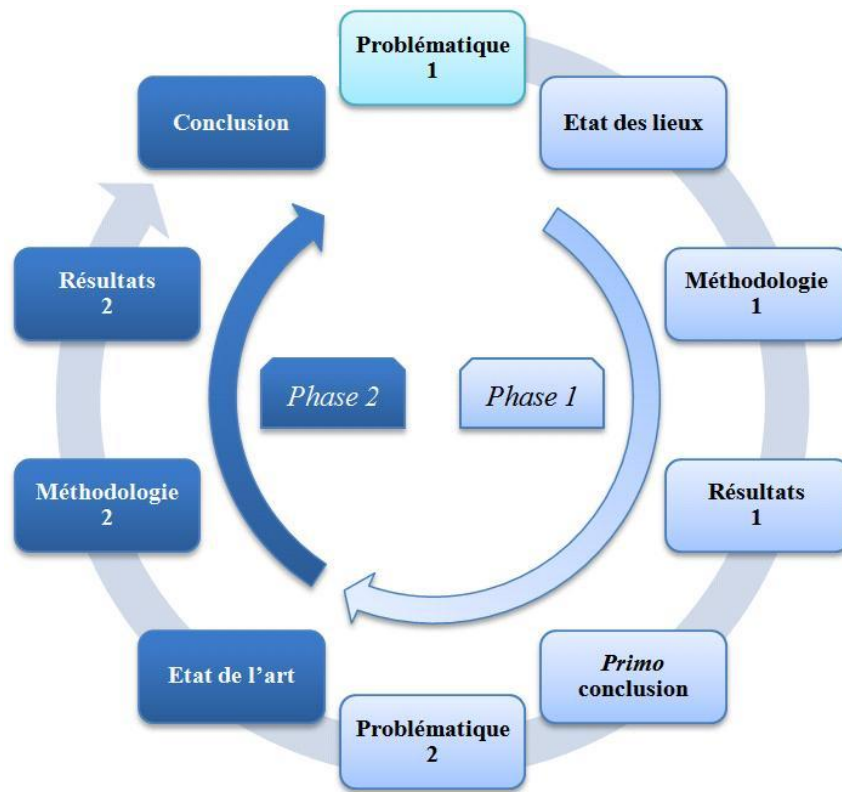 Problématique
1
Etat des lieux
Méthodologie
1
Résultats
1
Primo
conclusion
Problématique
2
Etat de l’art
Méthodologie
2
Résultats
2
Conclusion
Phase 2
Phase 1